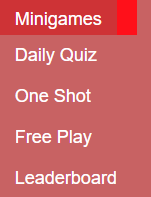 Minigames
Daily Quiz
One Shot
Free Play
Leaderboard